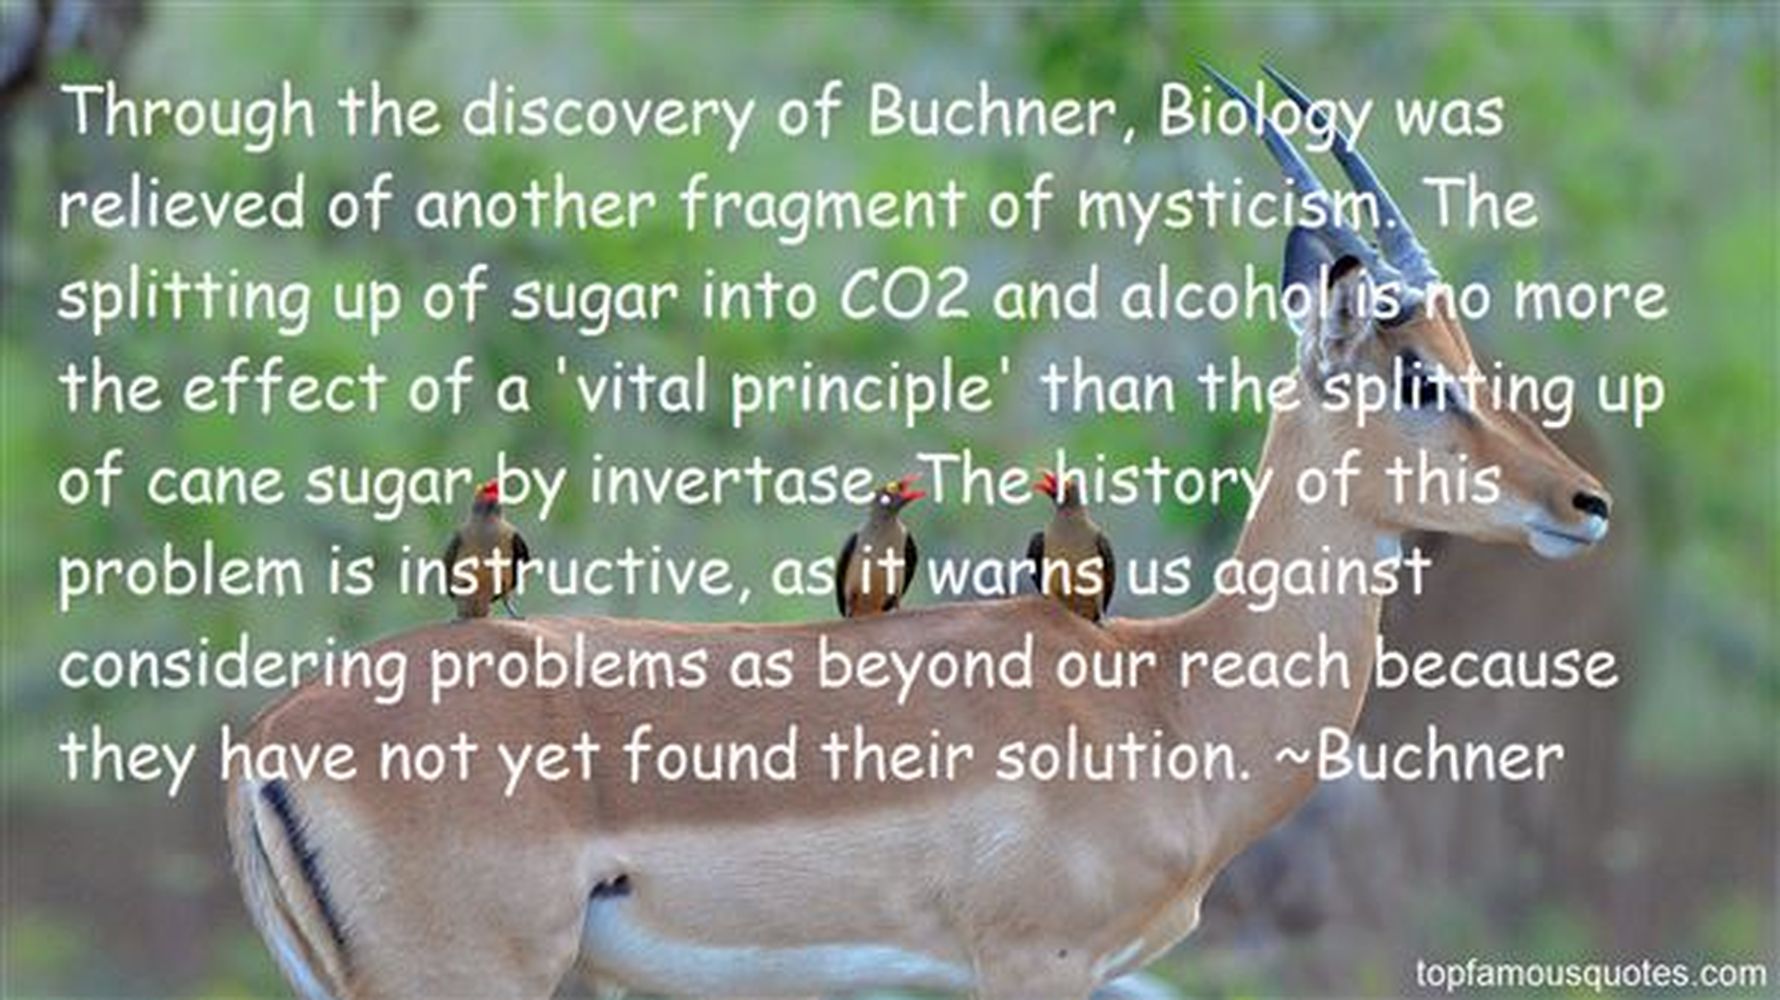 Through the discovery of Buchner, Biology was
relieved of another fragment of mysticism. The
splitting up of sugar into CO2 and alcohol is no more
the effect of a 'vital principle' than the splitting up
of cane sugar by invertase. The history of this
problem is instructive, as it warns us against
considering problems as beyond our reach because
they have not yet found their solution. ~Buchner
topfamousquotes.com